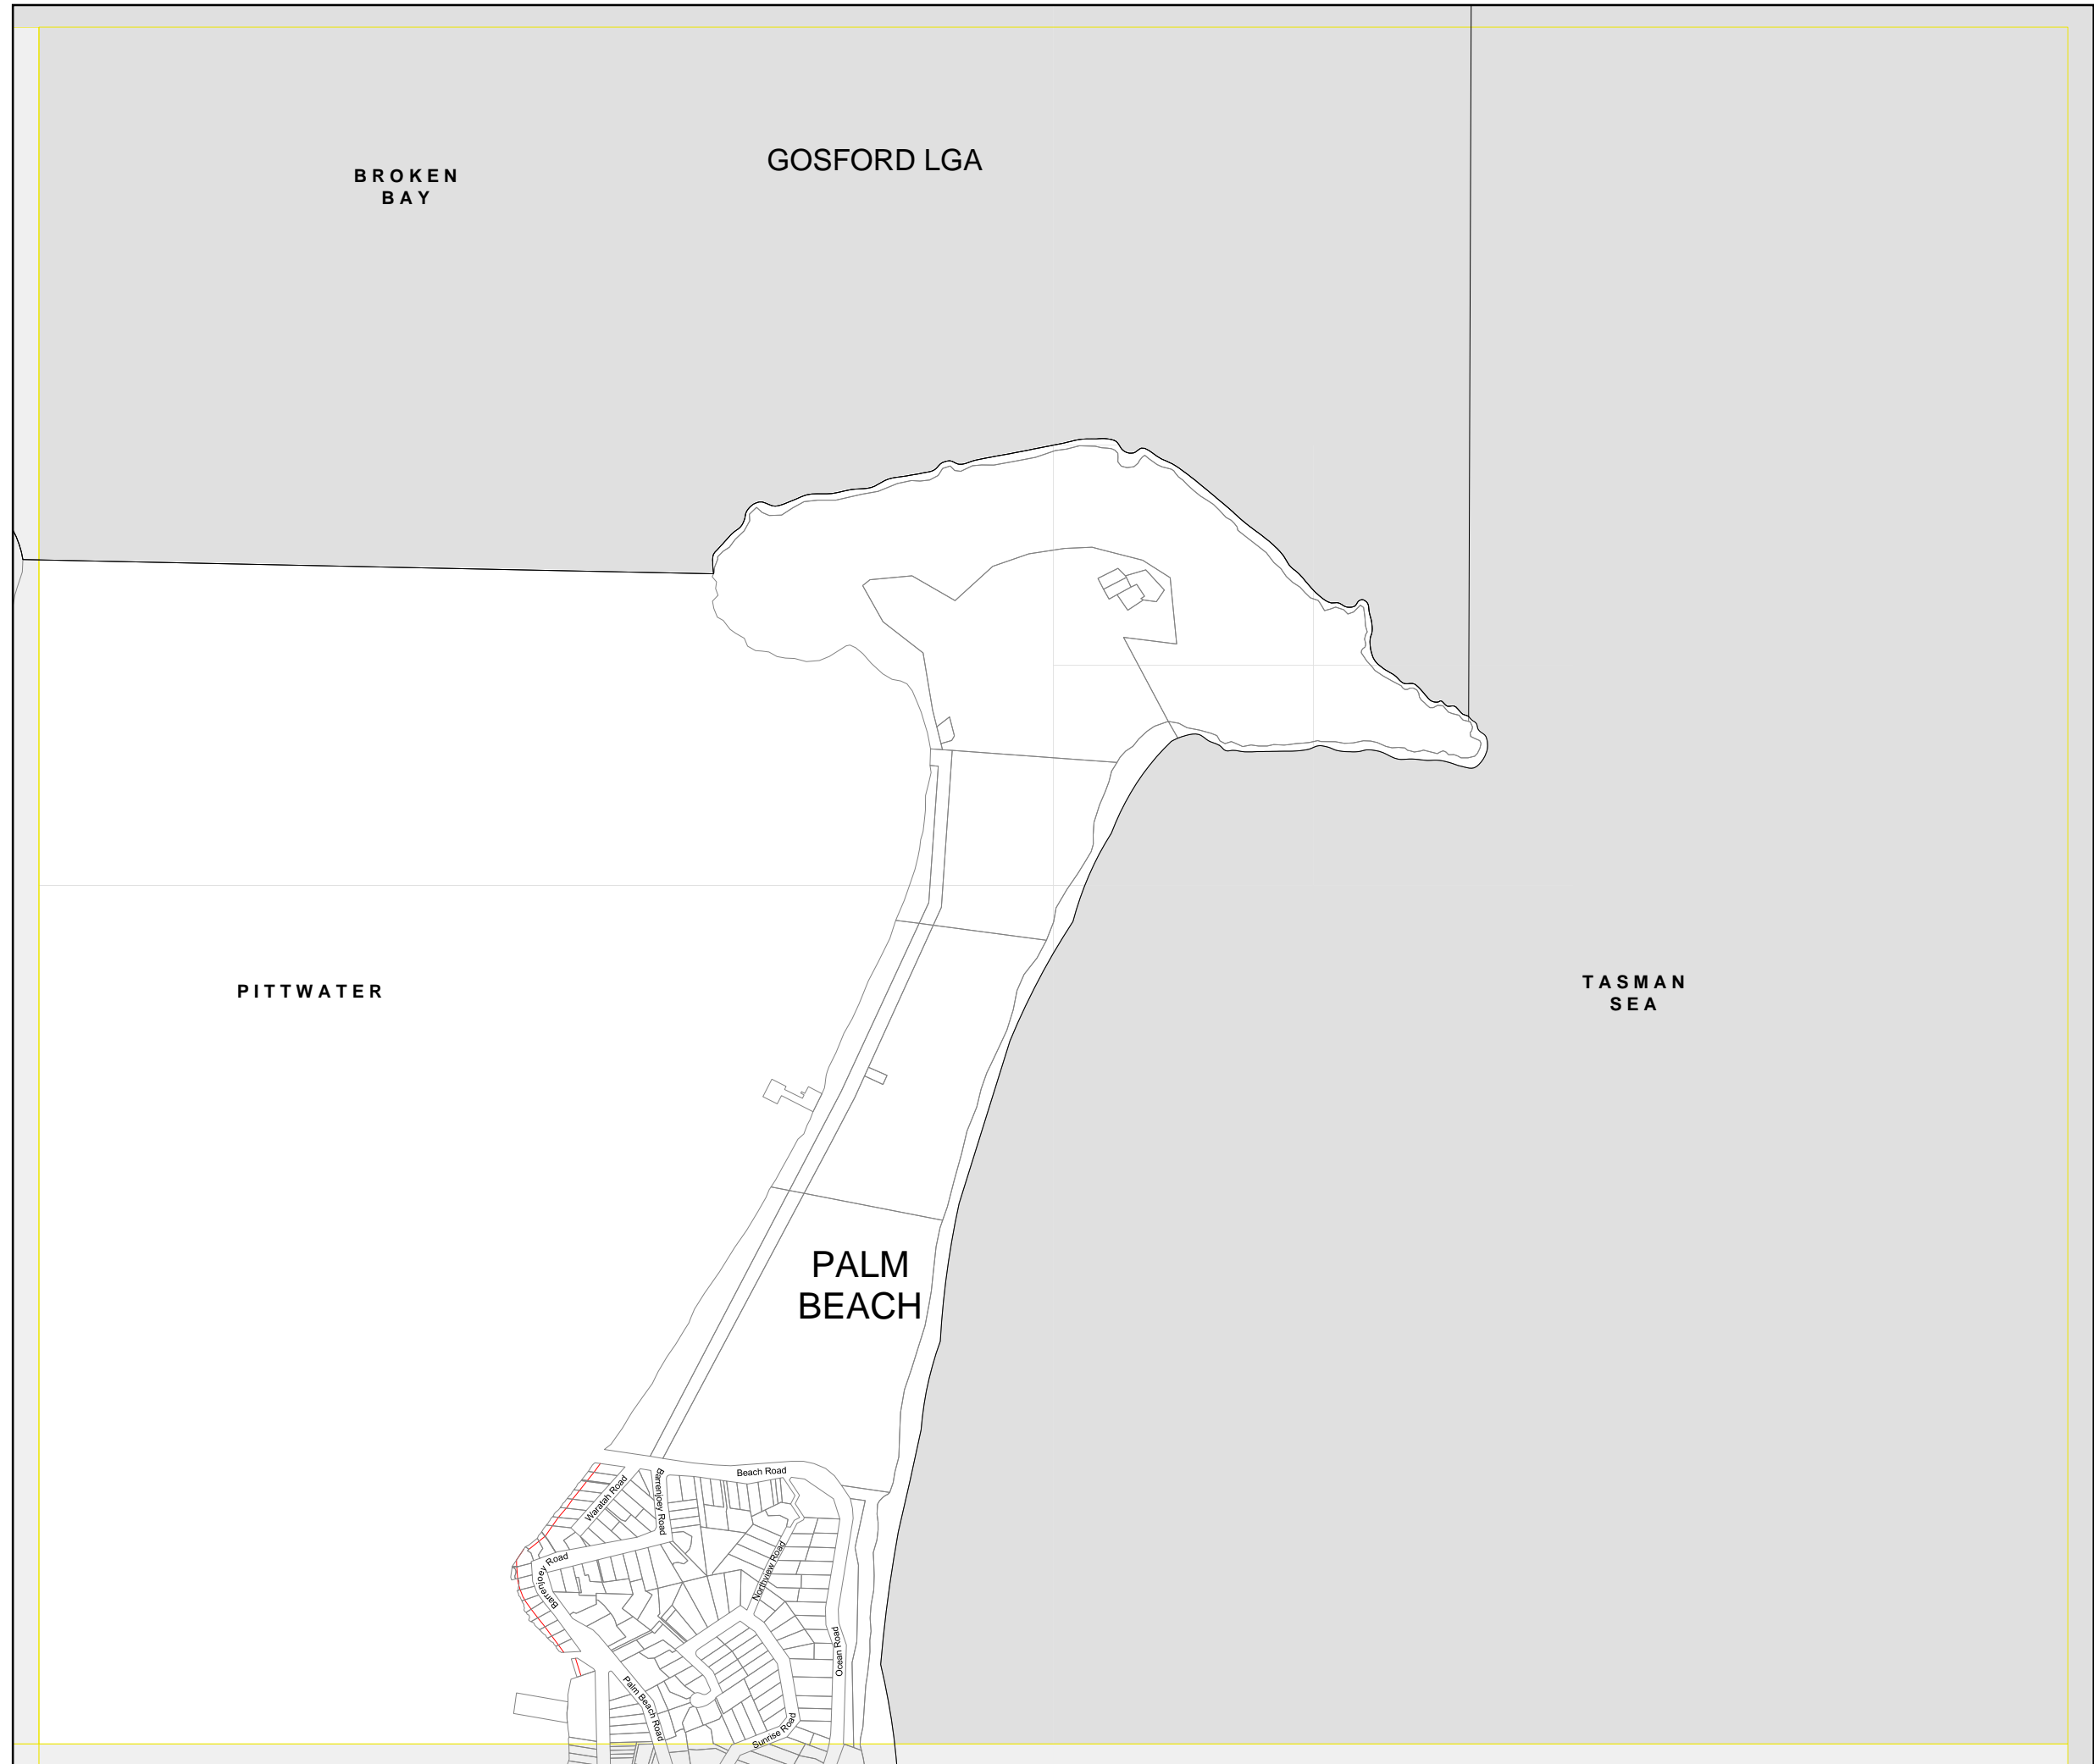 GOSFORD LGA
BROKEN
BAY
PITTWATER
TASMAN
SEA
PALM
BEACH
Beach Road
Waratah Road
Barrenjoey Road
Barrenjoey Road
Northview Road
Ocean Road
Palm Beach Road
Sunrise Road